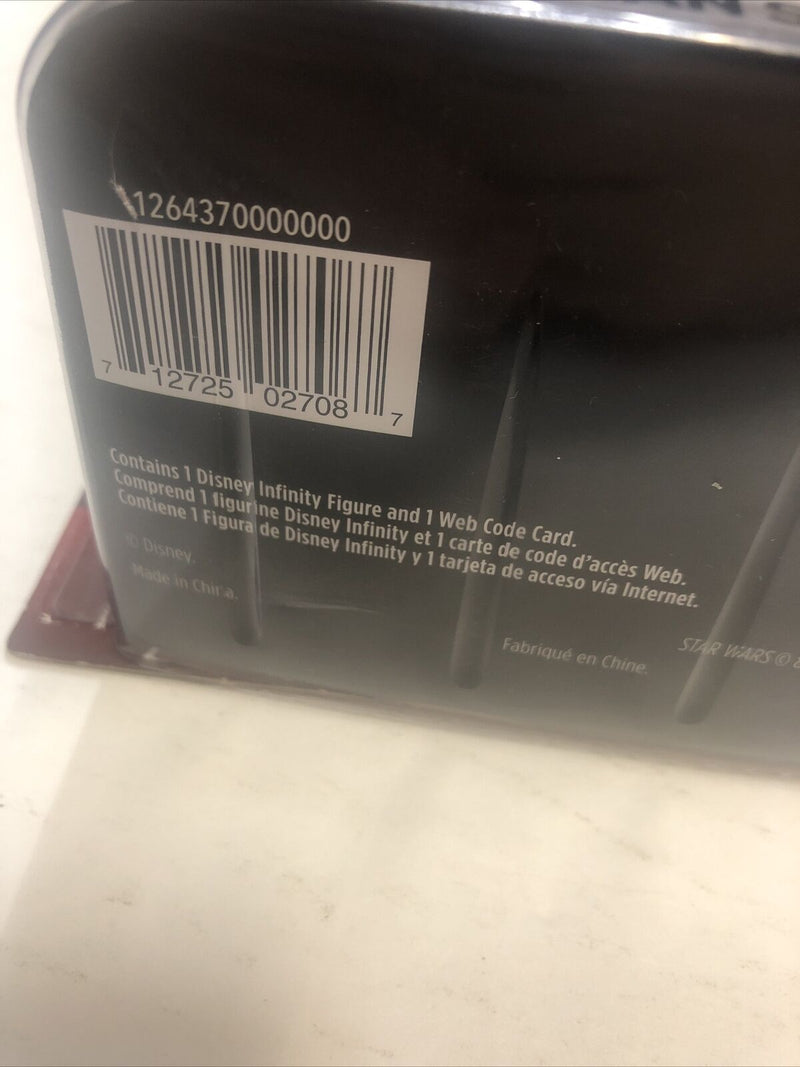 1264370000000
7 12725 02708 7
Contains 1 Disney Infinity Figure and 1 Web Code Card.
Comprend 1 figurine Disney Infinity et 1 carte de code d'accès Web.
Contiene 1 Figura de Disney Infinity y 1 tarjeta de acceso vía Internet.
© Disney.
Made in China.
Fabriqué en Chine.
STAR WARS ©